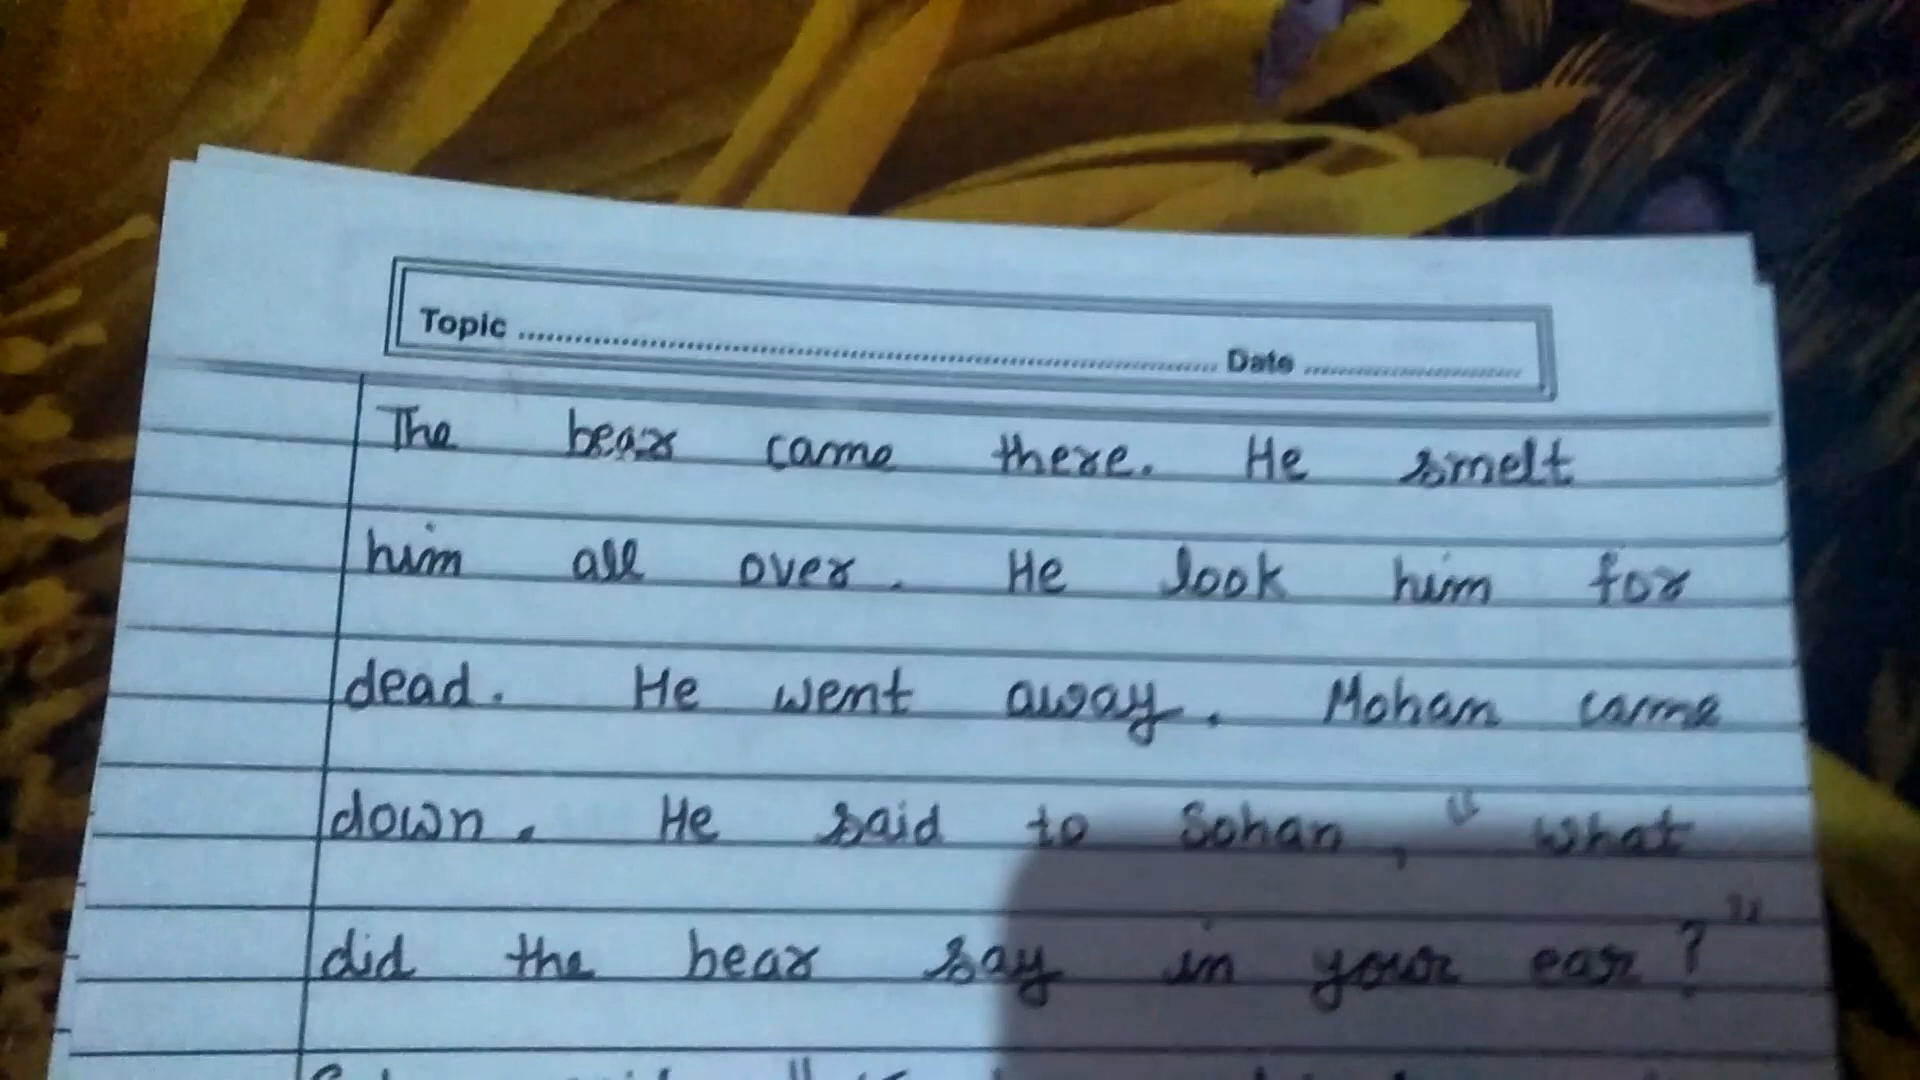 Topic ........ Date ........
The bear came there. He smelt
him all over. He look him for
dead. He went away. Mohan came
down. He said to Sohan, "what
did the bear say in your ear?"